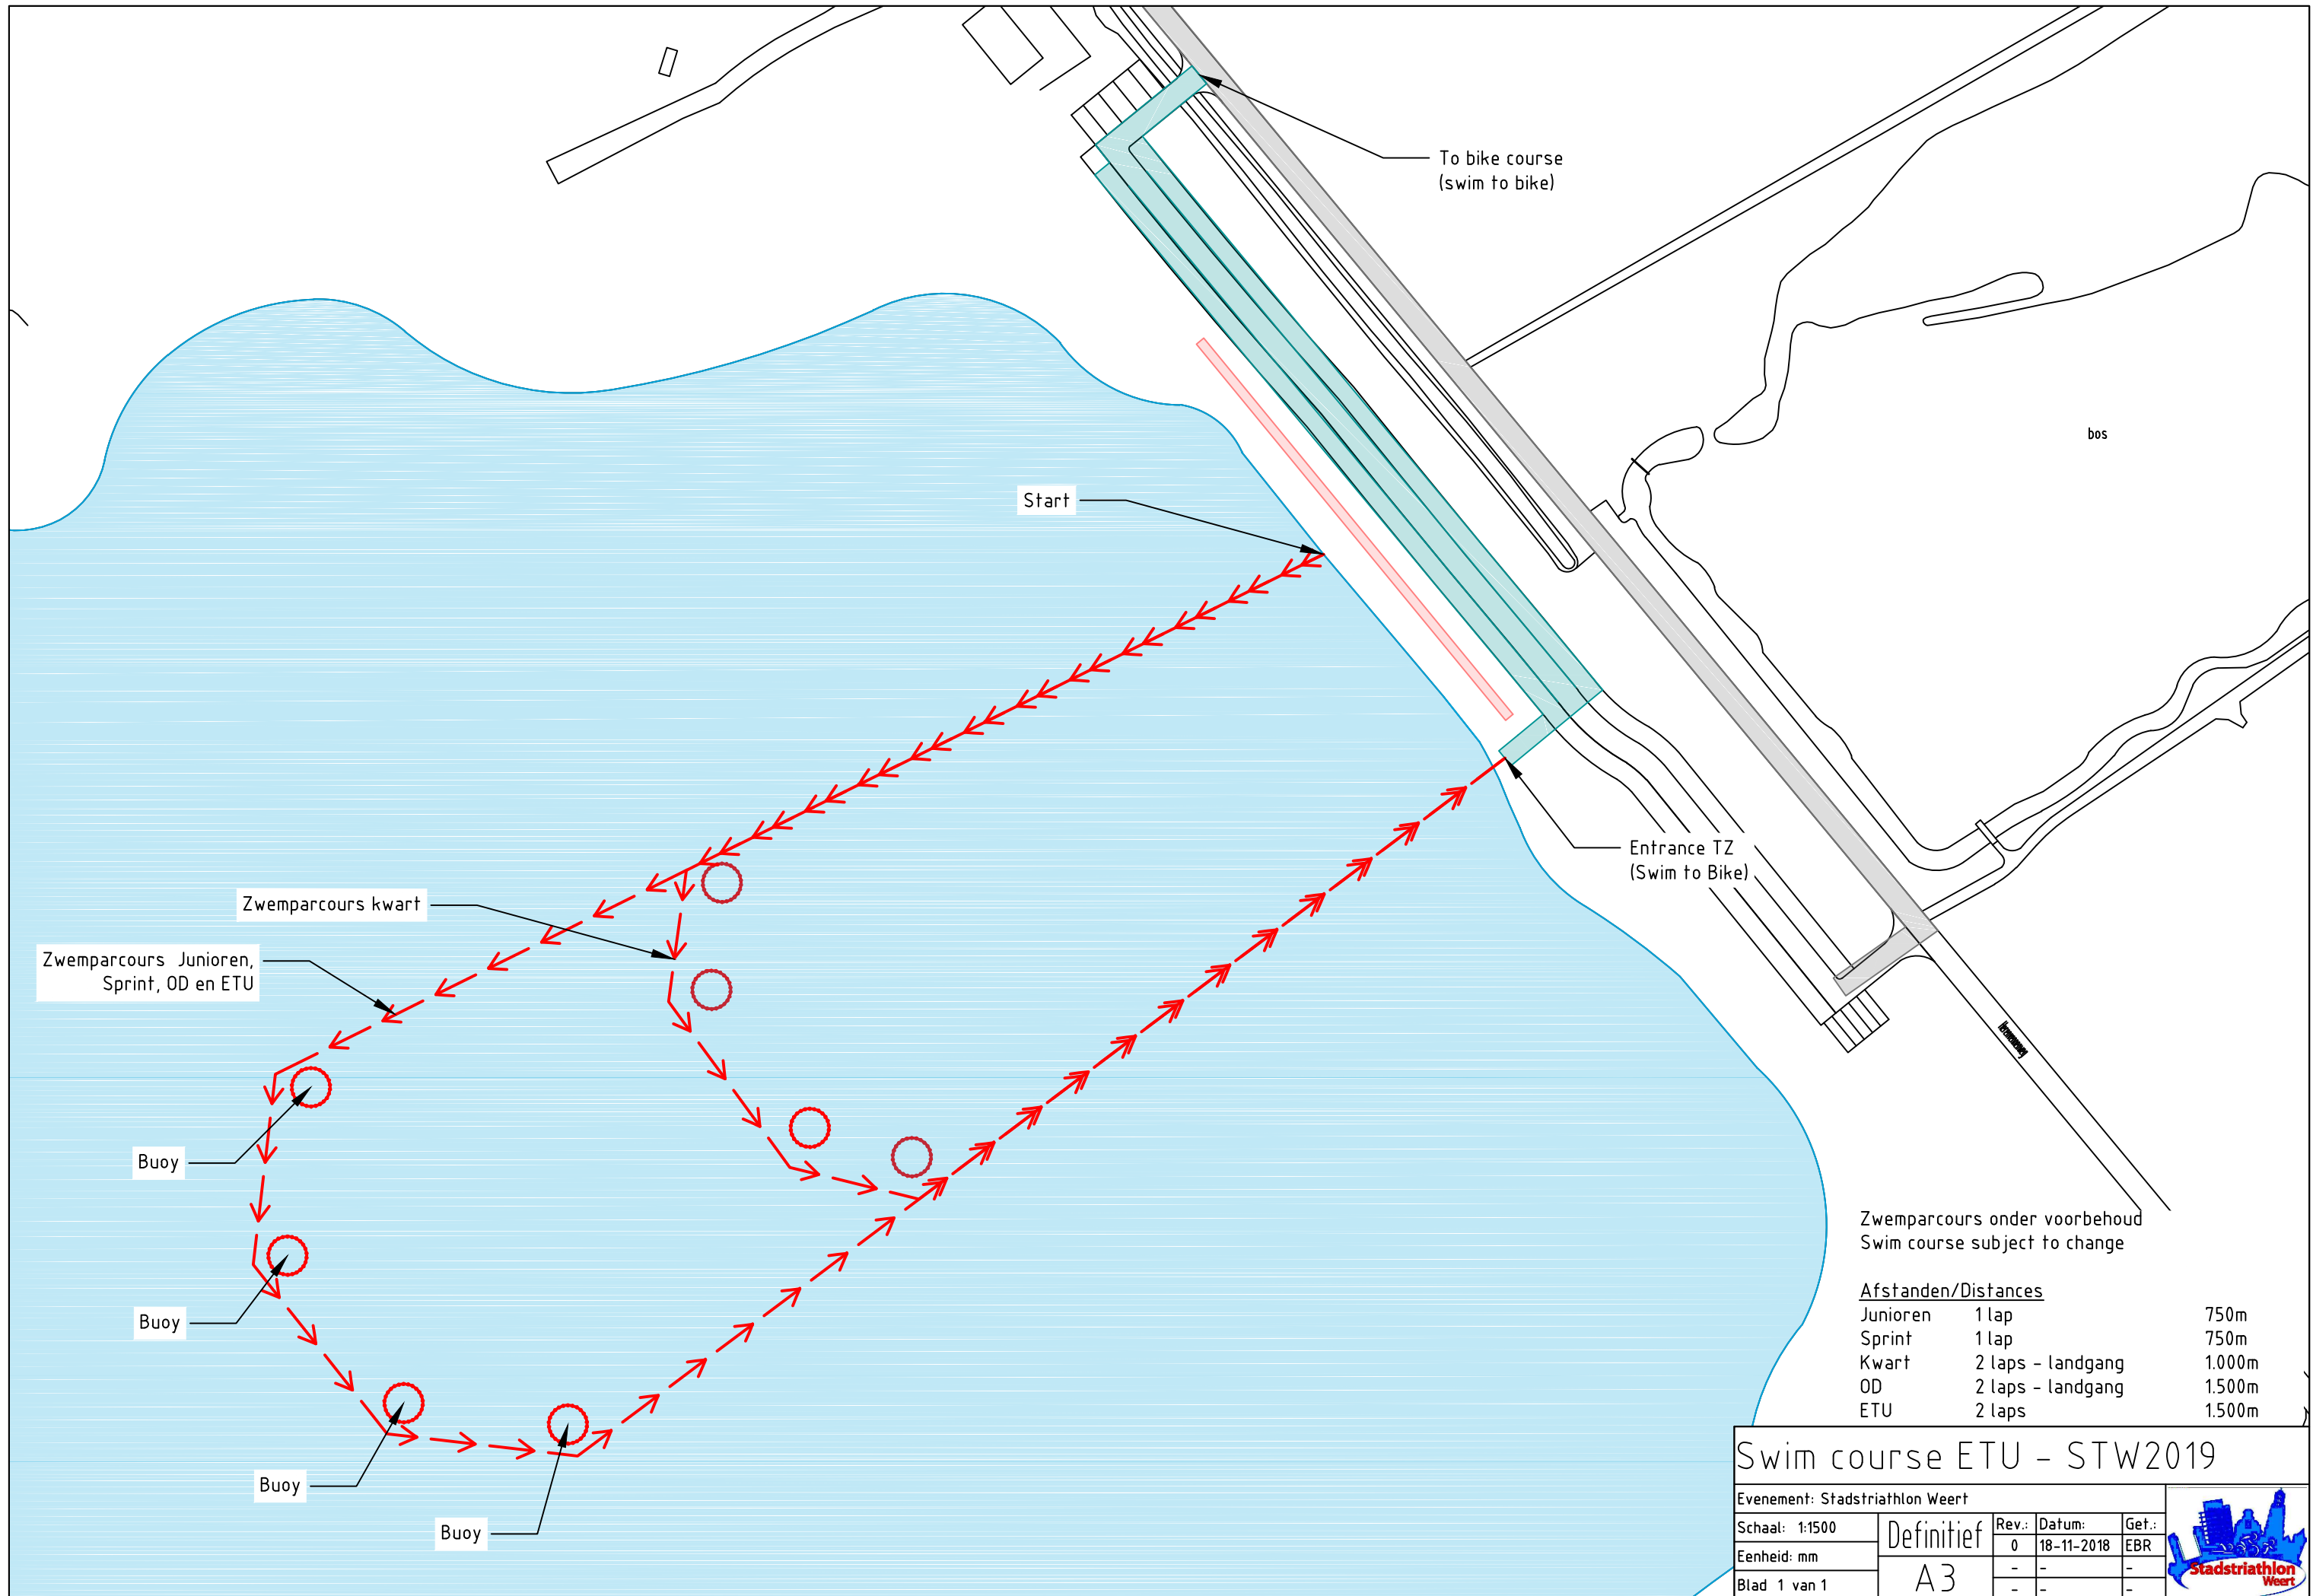 To bike course
(swim to bike)
bos
Start
Entrance TZ
(Swim to Bike)
Zwemparcours kwart
Zwemparcours Junioren,
Sprint, OD en ETU
Buoy
Buoy
Buoy
Buoy
Zwemparcours onder voorbehoud
Swim course subject to change
Afstanden/Distances
Junioren 1 lap 750m
Sprint 1 lap 750m
Kwart 2 laps - landgang 1.000m
OD 2 laps - landgang 1.500m
ETU 2 laps 1.500m
Swim course ETU - STW2019
Evenement: Stadstriathlon Weert
Schaal: 1:1500 Definitief Rev.: Datum: Get.:
0 18-11-2018 EBR
Eenheid: mm
- - -
Blad 1 van 1 A3 - - -
Stadstriathlon
Weert